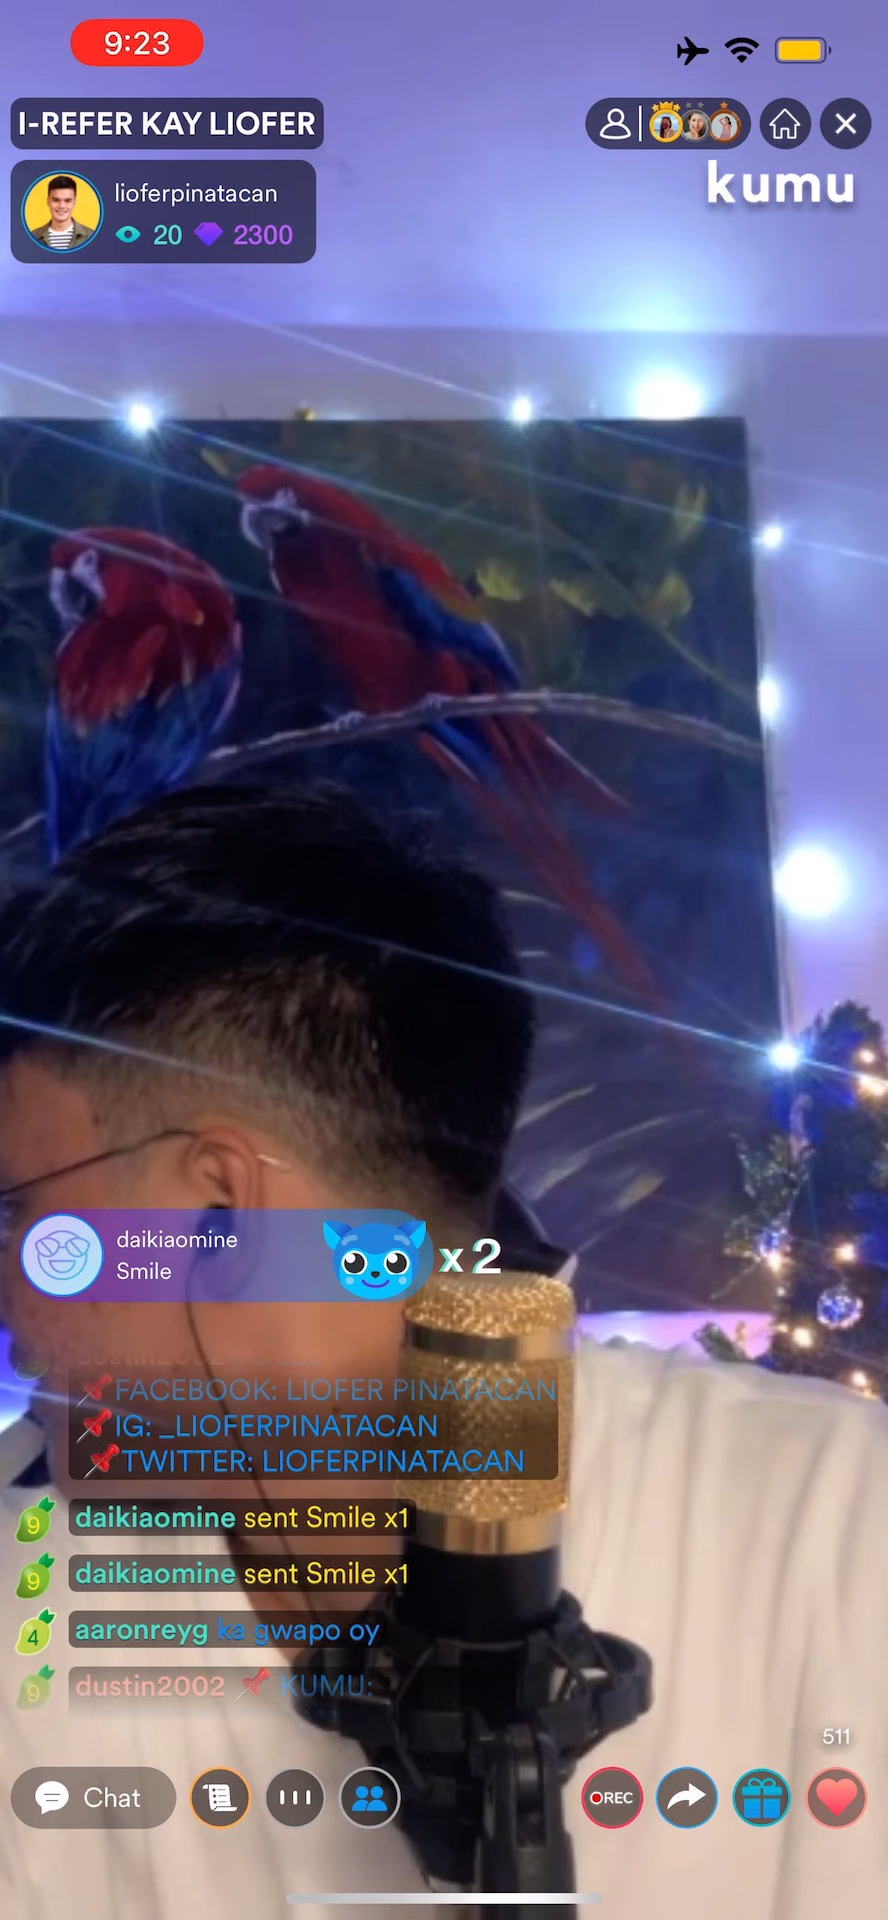 9:23
I-REFER KAY LIOFER
lioferpinatacan
20 2300
kumu
daikiaomine
Smile
x2
FACEBOOK: LIOFER PINATACAN
IG: _LIOFERPINATACAN
TWITTER: LIOFERPINATACAN
9 daikiaomine sent Smile x1
9 daikiaomine sent Smile x1
4 aaronreyg ka gwapo oy
9 dustin2002 KUMU:
511
Chat
REC